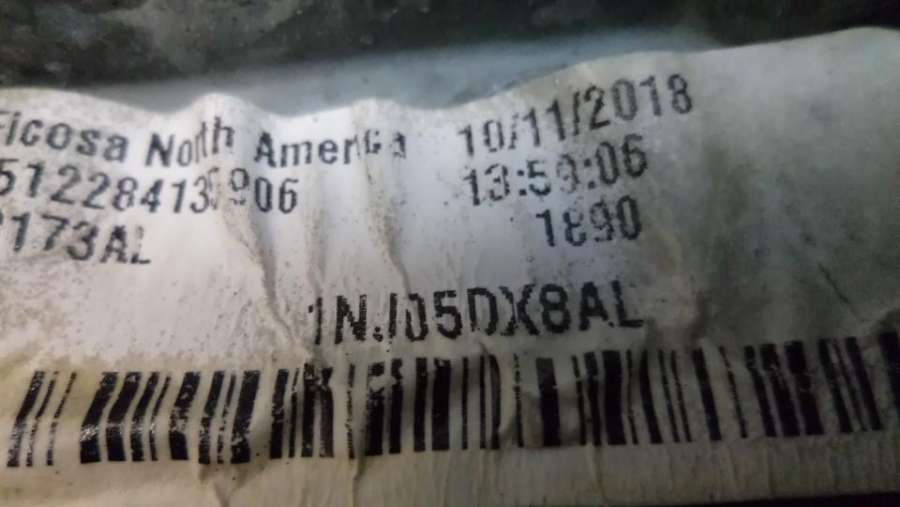 Ficosa North America 10/11/2018
13:59:06
173AL 1890
1NJ05DX8AL